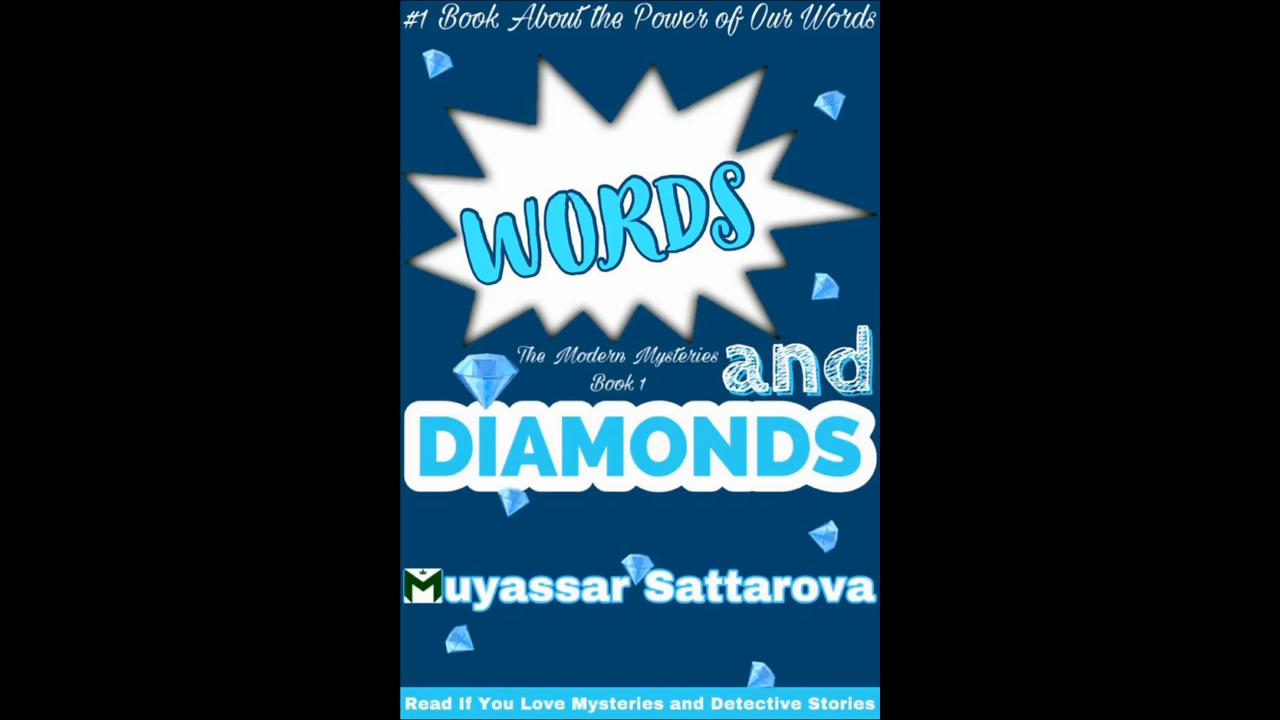 #1 Book About the Power of Our Words
WORDS
The Modern Mysteries
Book 1
and
DIAMONDS
Muyassar Sattarova
Read If You Love Mysteries and Detective Stories